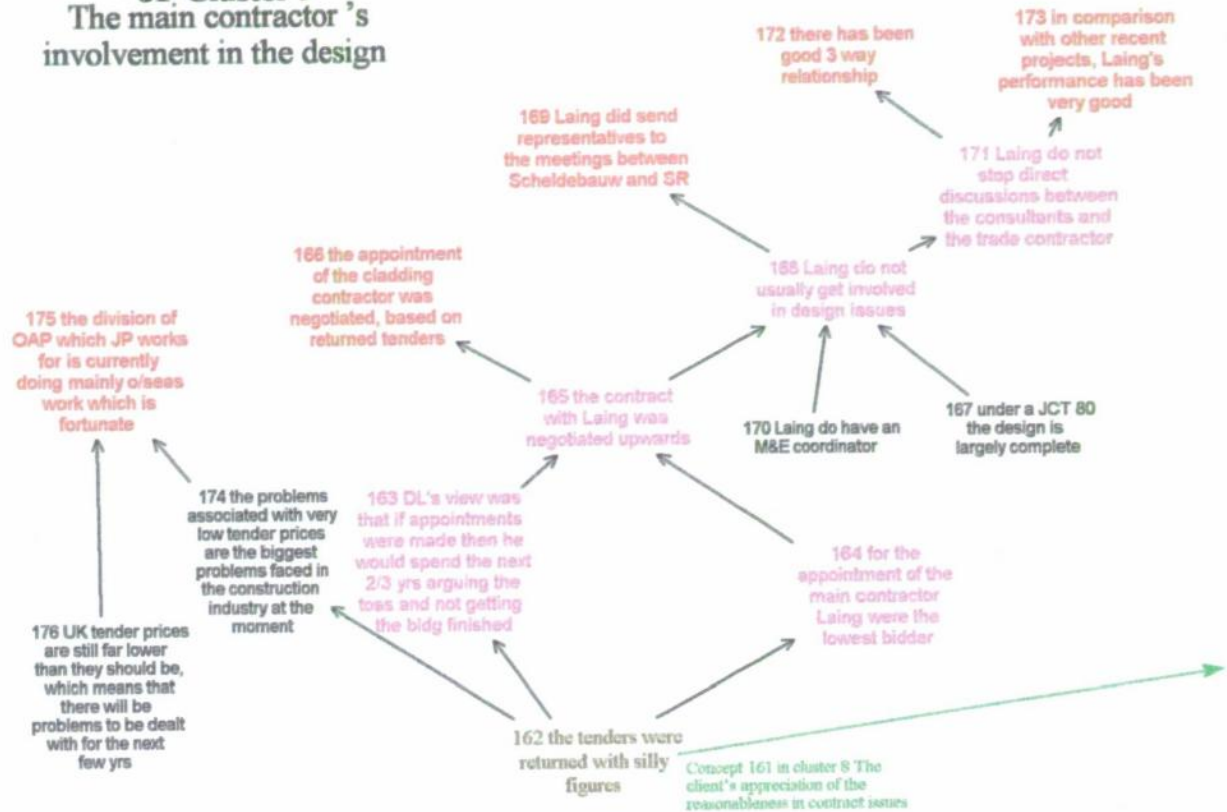 The main contractor 's
involvement in the design
172 there has been
good 3 way
relationship
173 in comparison
with other recent
projects, Laing's
performance has been
very good
169 Laing did send
representatives to
the meetings between
Scheldebauw and SR
171 Laing do not
stop direct
discussions between
the consultants and
the trade contractor
166 the appointment
of the cladding
contractor was
negotiated, based on
returned tenders
168 Laing do not
usually get involved
in design issues
175 the division of
OAP which JP works
for is currently
doing mainly o/seas
work which is
fortunate
165 the contract
with Laing was
negotiated upwards
170 Laing do have an
M&E coordinator
167 under a JCT 80
the design is
largely complete
174 the problems
associated with very
low tender prices
are the biggest
problems faced in
the construction
industry at the
moment
163 DL's view was
that if appointments
were made then he
would spend the next
2/3 yrs arguing the
toss and not getting
the bldg finished
164 for the
appointment of the
main contractor
Laing were the
lowest bidder
176 UK tender prices
are still far lower
than they should be,
which means that
there will be
problems to be dealt
with for the next
few yrs
162 the tenders were
returned with silly
figures
Concept 161 in cluster 8 The
client's appreciation of the
reasonableness in contract issues